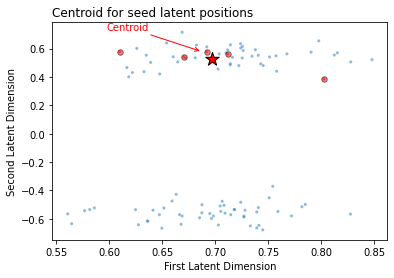 Centroid for seed latent positions
Centroid
0.6
0.4
0.2
0.0
−0.2
−0.4
−0.6
Second Latent Dimension
0.55 0.60 0.65 0.70 0.75 0.80 0.85
First Latent Dimension